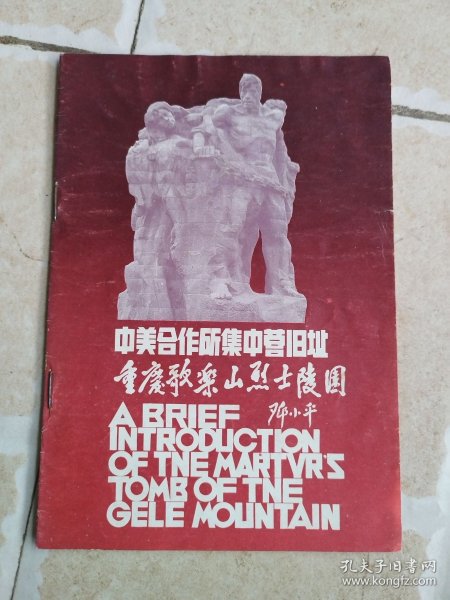 中美合作所集中营旧址
重庆歌乐山烈士陵园
邓小平
A BRIEF
INTRODUCTION
OF TNE MARTVR'S
TOMB OF TNE
GELE MOUNTAIN
孔夫子旧书网
www.kongfz.com